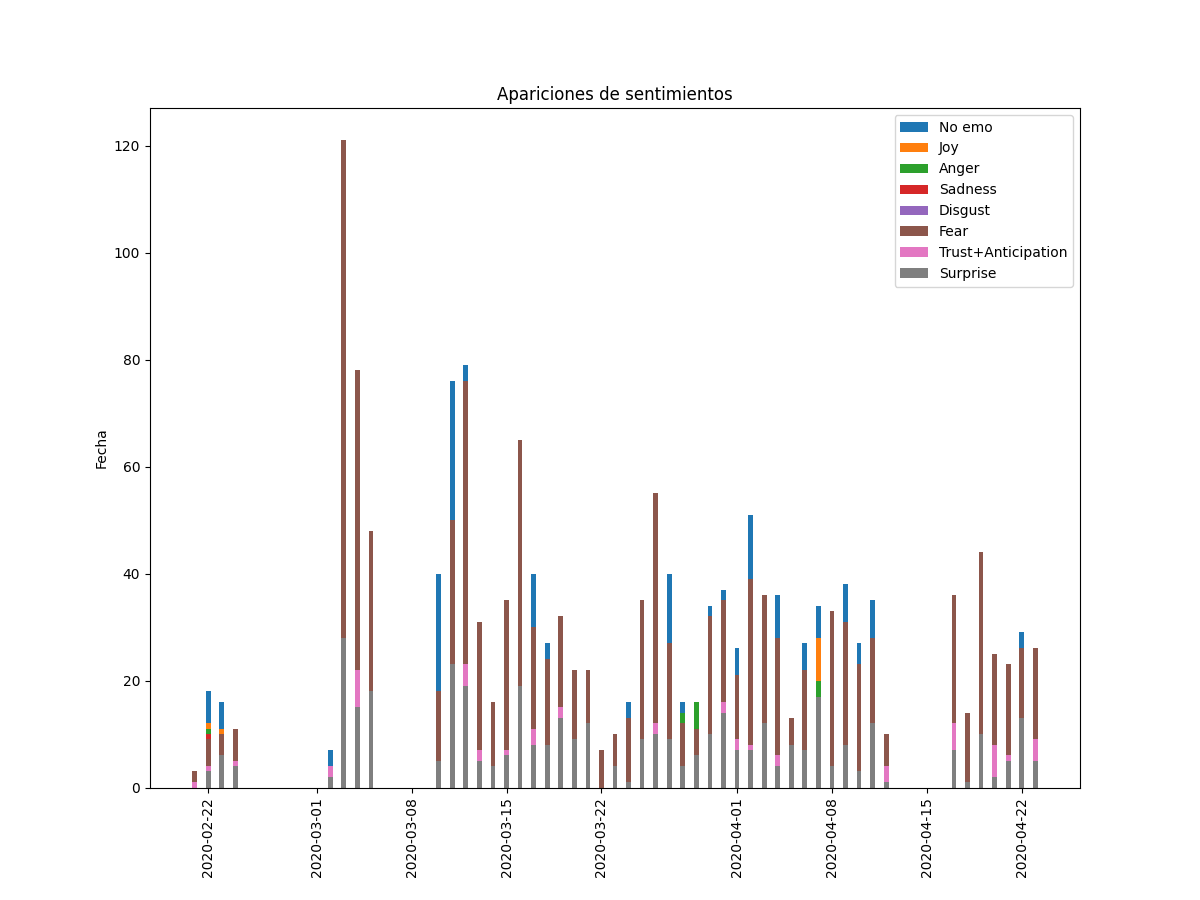 Apariciones de sentimientos
No emo
Joy
Anger
Sadness
Disgust
Fear
Trust+Anticipation
Surprise
Fecha
120
100
80
60
40
20
0
2020-02-22
2020-03-01
2020-03-08
2020-03-15
2020-03-22
2020-04-01
2020-04-08
2020-04-15
2020-04-22